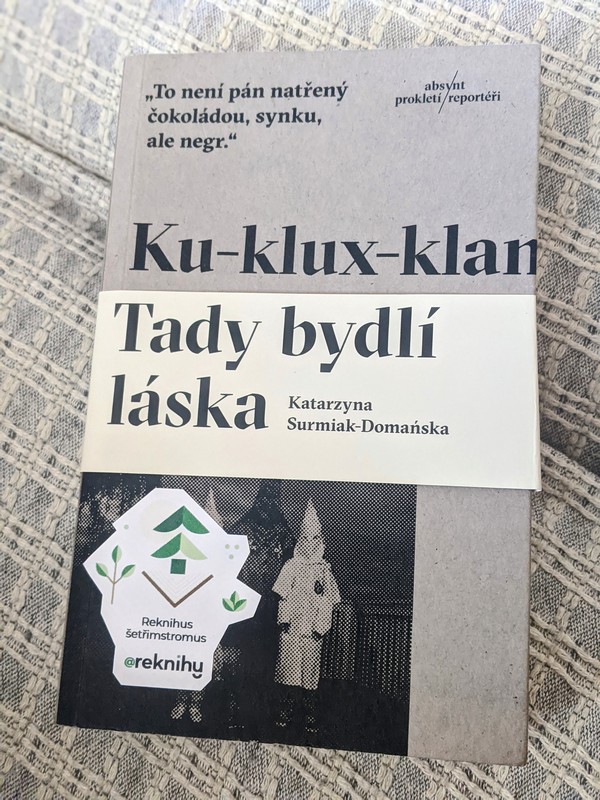 „To není pán natřený
čokoládou, synku,
ale negr.“
absynt
prokletí/reportéři
Ku-klux-klan
Tady bydlí
láska
Katarzyna
Surmiak-Domańska
Reknihus
šetřimstromus
@reknihy